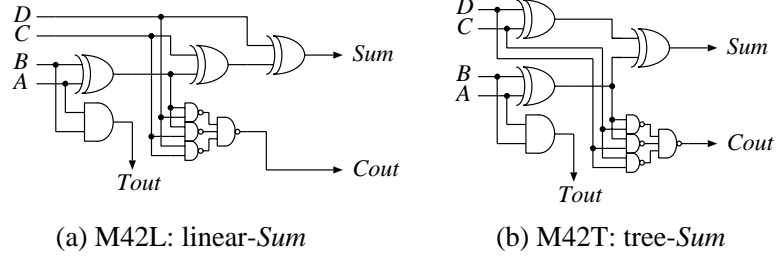 D
C
B
A
Sum
Tout
Cout
(a) M42L: linear-Sum
D
C
B
A
Sum
Cout
Tout
(b) M42T: tree-Sum